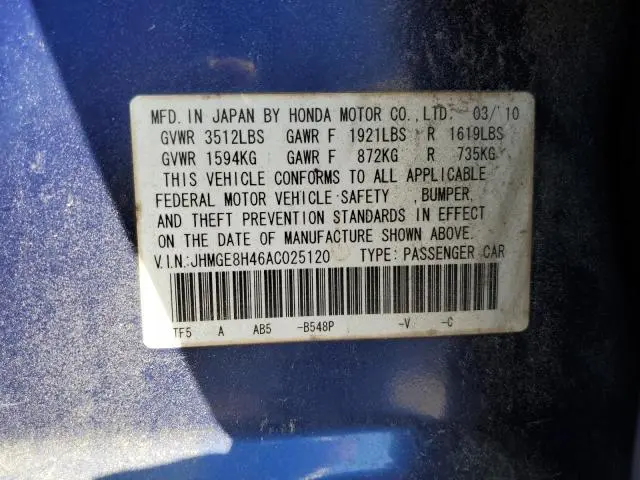 MFD. IN JAPAN BY HONDA MOTOR CO., LTD. 03/'10
GVWR 3512LBS GAWR F 1921LBS R 1619LBS
GVWR 1594KG GAWR F 872KG R 735KG
THIS VEHICLE CONFORMS TO ALL APPLICABLE
FEDERAL MOTOR VEHICLE SAFETY , BUMPER,
AND THEFT PREVENTION STANDARDS IN EFFECT
ON THE DATE OF MANUFACTURE SHOWN ABOVE.
V.I.N:JHMGE8H46AC025120 TYPE: PASSENGER CAR
TF5 A AB5 -B548P -V -C